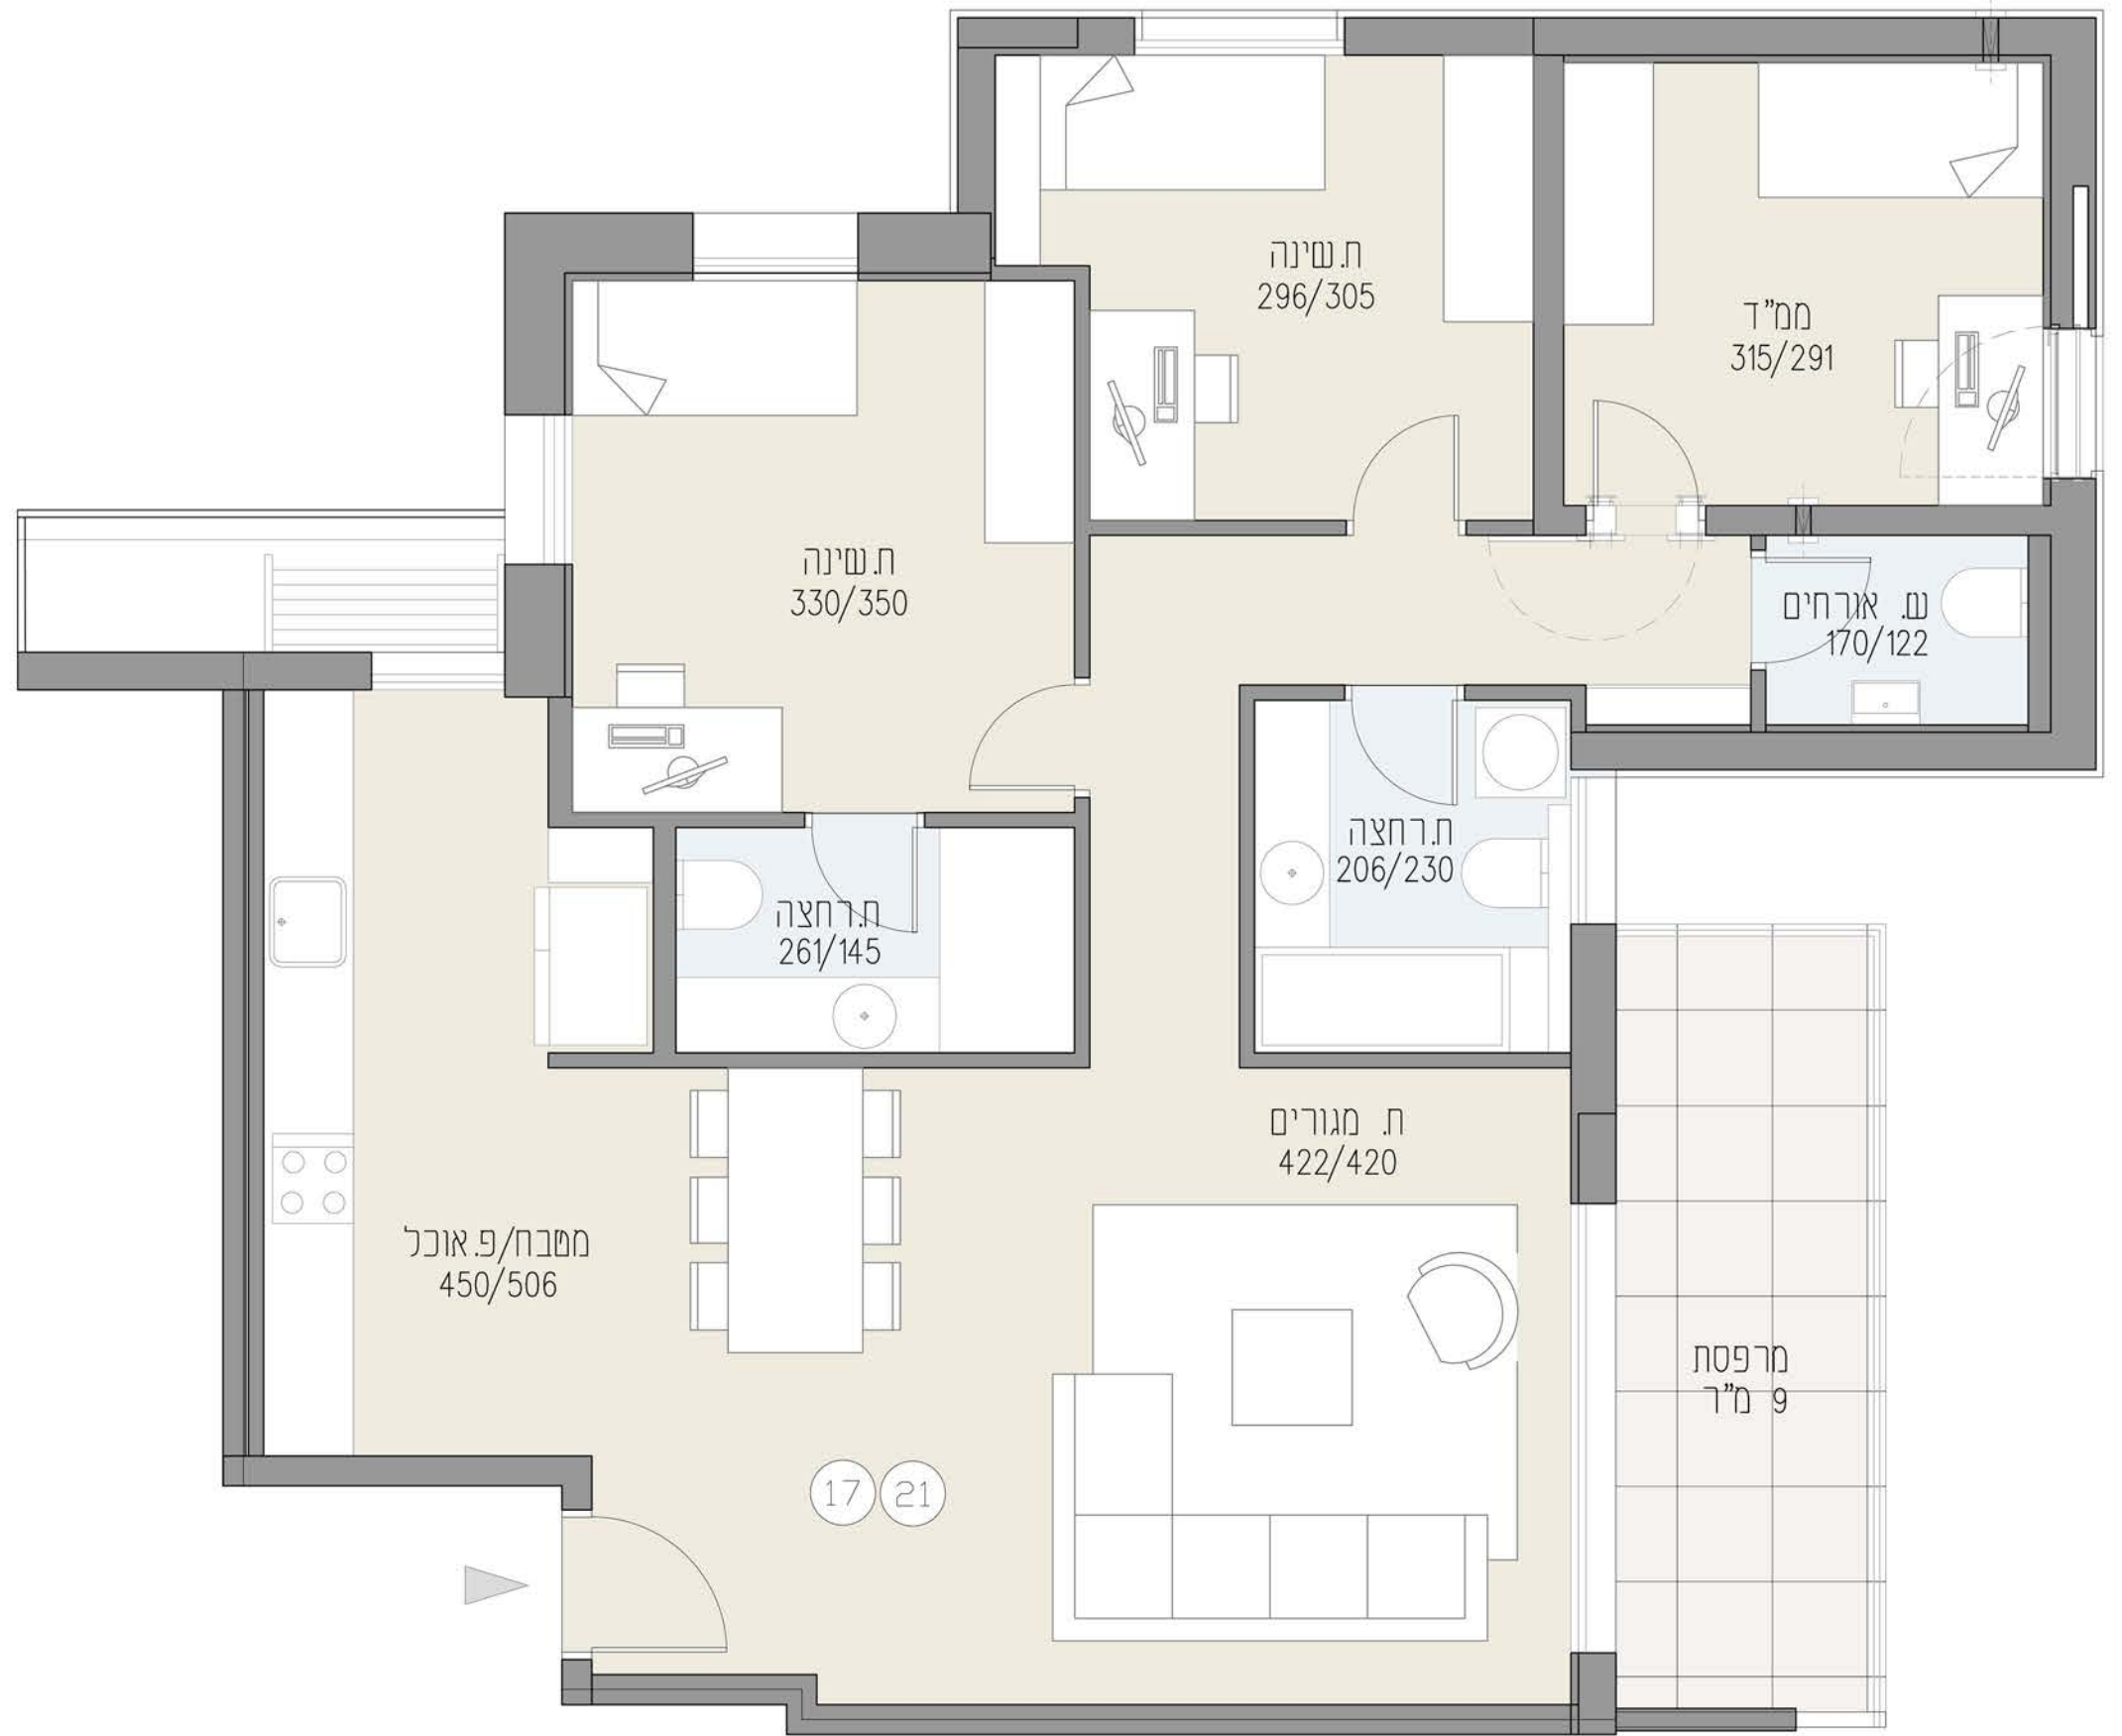 ח.שינה
296/305
ממ"ד
315/291
ח.שינה
330/350
ש. אורחים
170/122
ח.רחצה
206/230
ח.רחצה
261/145
ח. מגורים
422/420
מטבח/פ.אוכל
450/506
מרפסת
9 מ"ר
17 21